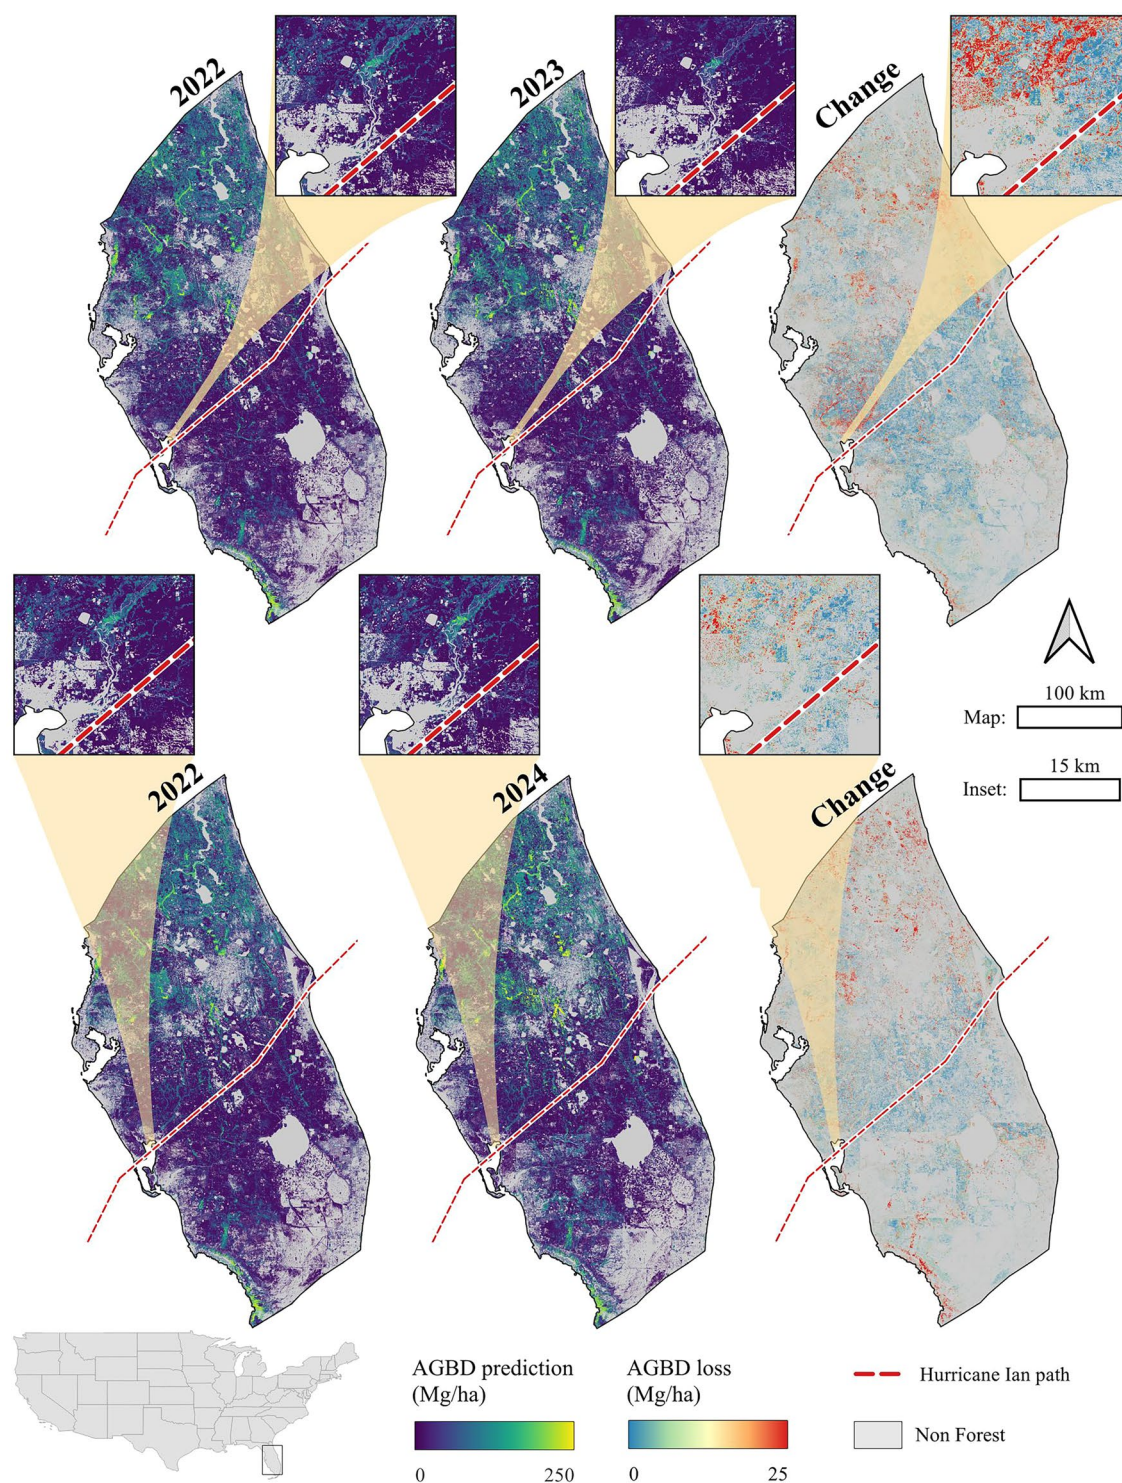 2022
2023
Change
2022
2024
Change
100 km
Map:
15 km
Inset:
AGBD prediction
(Mg/ha)
0
250
AGBD loss
(Mg/ha)
0
25
Hurricane Ian path
Non Forest